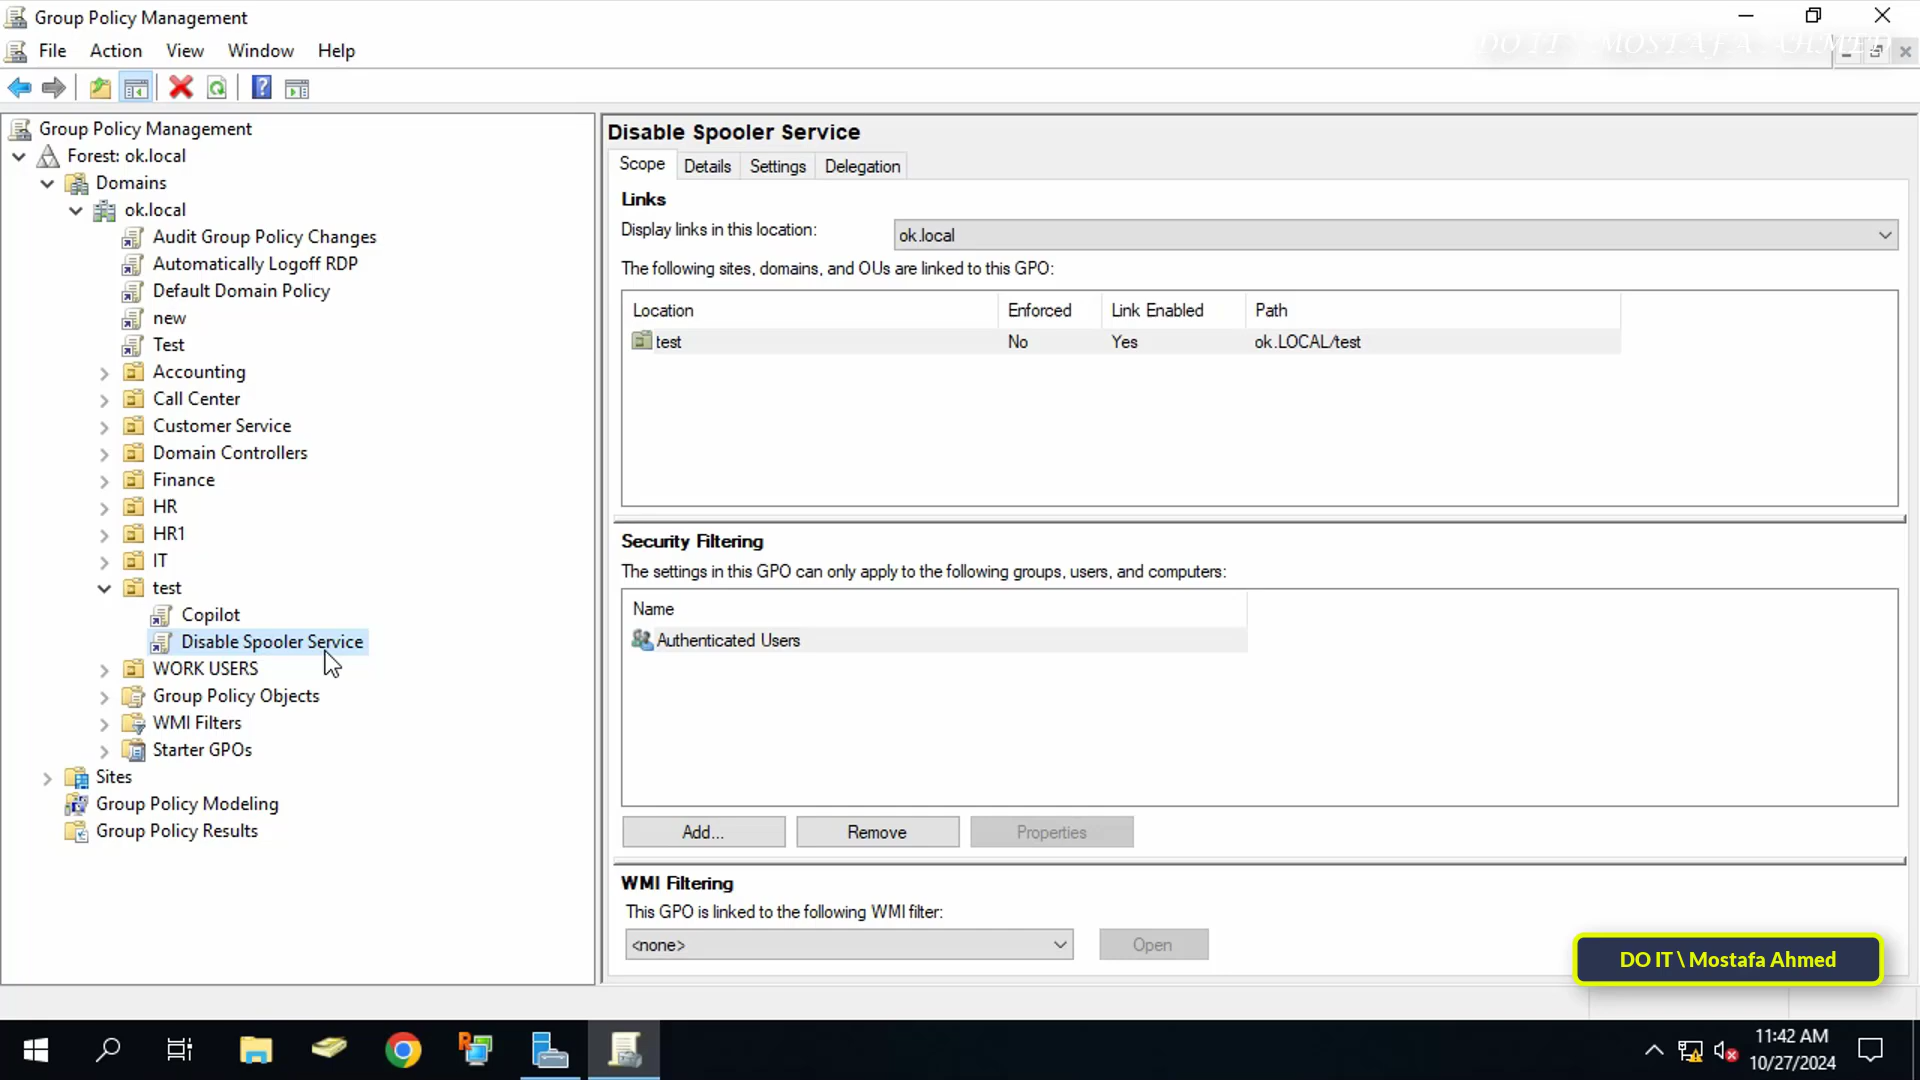 Group Policy Management
DO IT \ MOSTAFA AHMED
File Action View Window Help
Group Policy Management
Forest: ok.local
Domains
ok.local
Audit Group Policy Changes
Automatically Logoff RDP
Default Domain Policy
new
Test
Accounting
Call Center
Customer Service
Domain Controllers
Finance
HR
HR1
IT
test
Copilot
Disable Spooler Service
WORK USERS
Group Policy Objects
WMI Filters
Starter GPOs
Sites
Group Policy Modeling
Group Policy Results
Disable Spooler Service
Scope Details Settings Delegation
Links
Display links in this location: ok.local
The following sites, domains, and OUs are linked to this GPO:
Location Enforced Link Enabled Path
test No Yes ok.LOCAL/test
Security Filtering
The settings in this GPO can only apply to the following groups, users, and computers:
Name
Authenticated Users
Add... Remove Properties
WMI Filtering
This GPO is linked to the following WMI filter:
<none> Open
DO IT \ Mostafa Ahmed
11:42 AM
10/27/2024